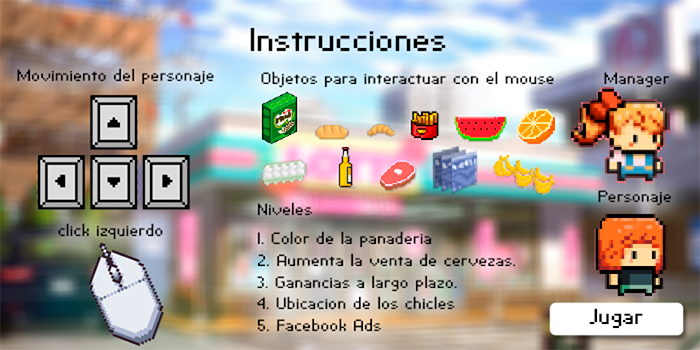 Instrucciones
Movimiento del personaje
Objetos para interactuar con el mouse
Manager
click izquierdo
Personaje
Niveles
1. Color de la panaderia
2. Aumenta la venta de cervezas.
3. Ganancias a largo plazo.
4. Ubicacion de los chicles
5. Facebook Ads
Jugar